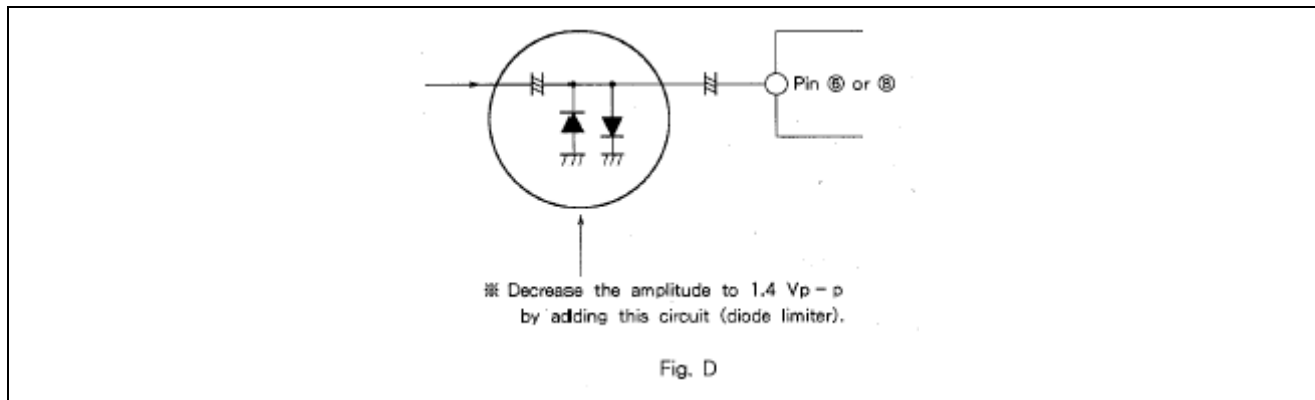 Pin ⑥ or ⑧
※ Decrease the amplitude to 1.4 Vp-p
by adding this circuit (diode limiter).
Fig. D